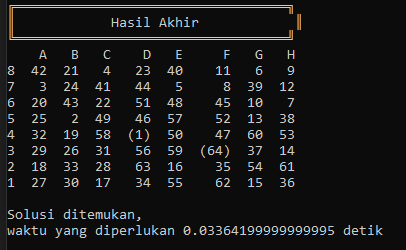 Hasil Akhir
A B C D E F G H
8 42 21 4 23 40 11 6 9
7 3 24 41 44 5 8 39 12
6 20 43 22 51 48 45 10 7
5 25 2 49 46 57 52 13 38
4 32 19 58 (1) 50 47 60 53
3 29 26 31 56 59 (64) 37 14
2 18 33 28 63 16 35 54 61
1 27 30 17 34 55 62 15 36
Solusi ditemukan,
waktu yang diperlukan 0.03364199999999995 detik